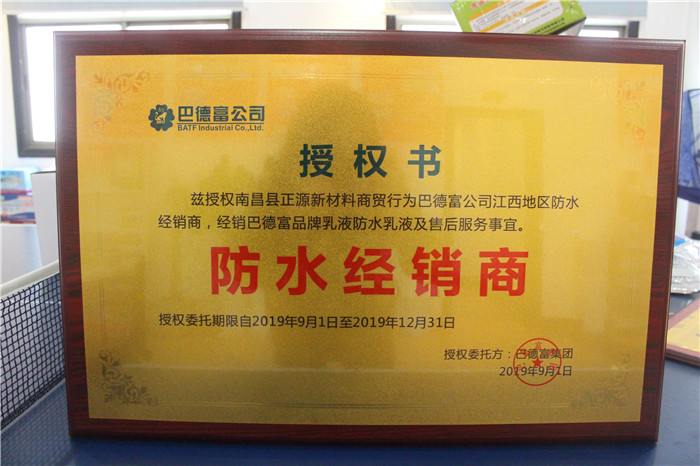 巴德富公司
BATF Industrial Co.,Ltd.
授权书
兹授权南昌县正源新材料商贸行为巴德富公司江西地区防水
经销商，经销巴德富品牌乳液防水乳液及售后服务事宜。
防水经销商
授权委托期限自2019年9月1日至2019年12月31日
授权委托方：巴德富集团
2019年9月1日